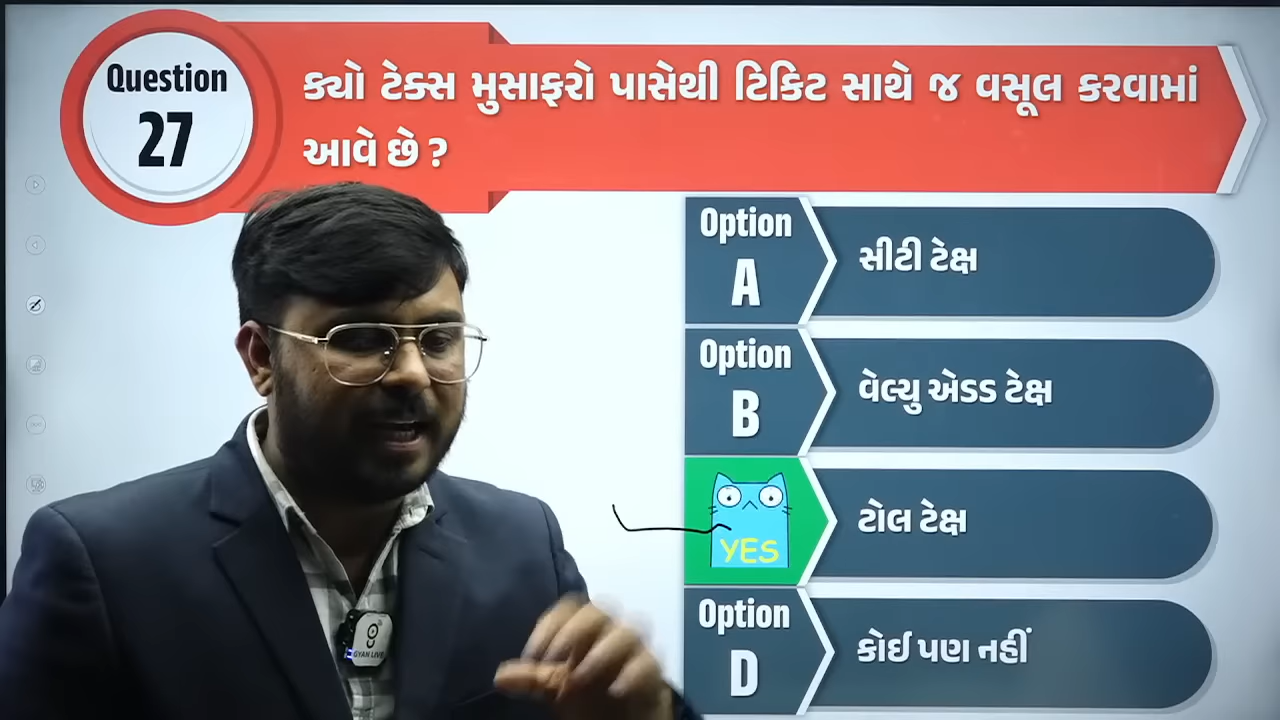 Question
27
ક્યો ટેક્સ મુસાફરો પાસેથી ટિકિટ સાથે જ વસૂલ કરવામાં
આવે છે ?
Option
A
સીટી ટેક્ષ
Option
B
વેલ્યુ એડડ ટેક્ષ
YES
ટોલ ટેક્ષ
Option
D
કોઈ પણ નહીં
GYAN LIVE